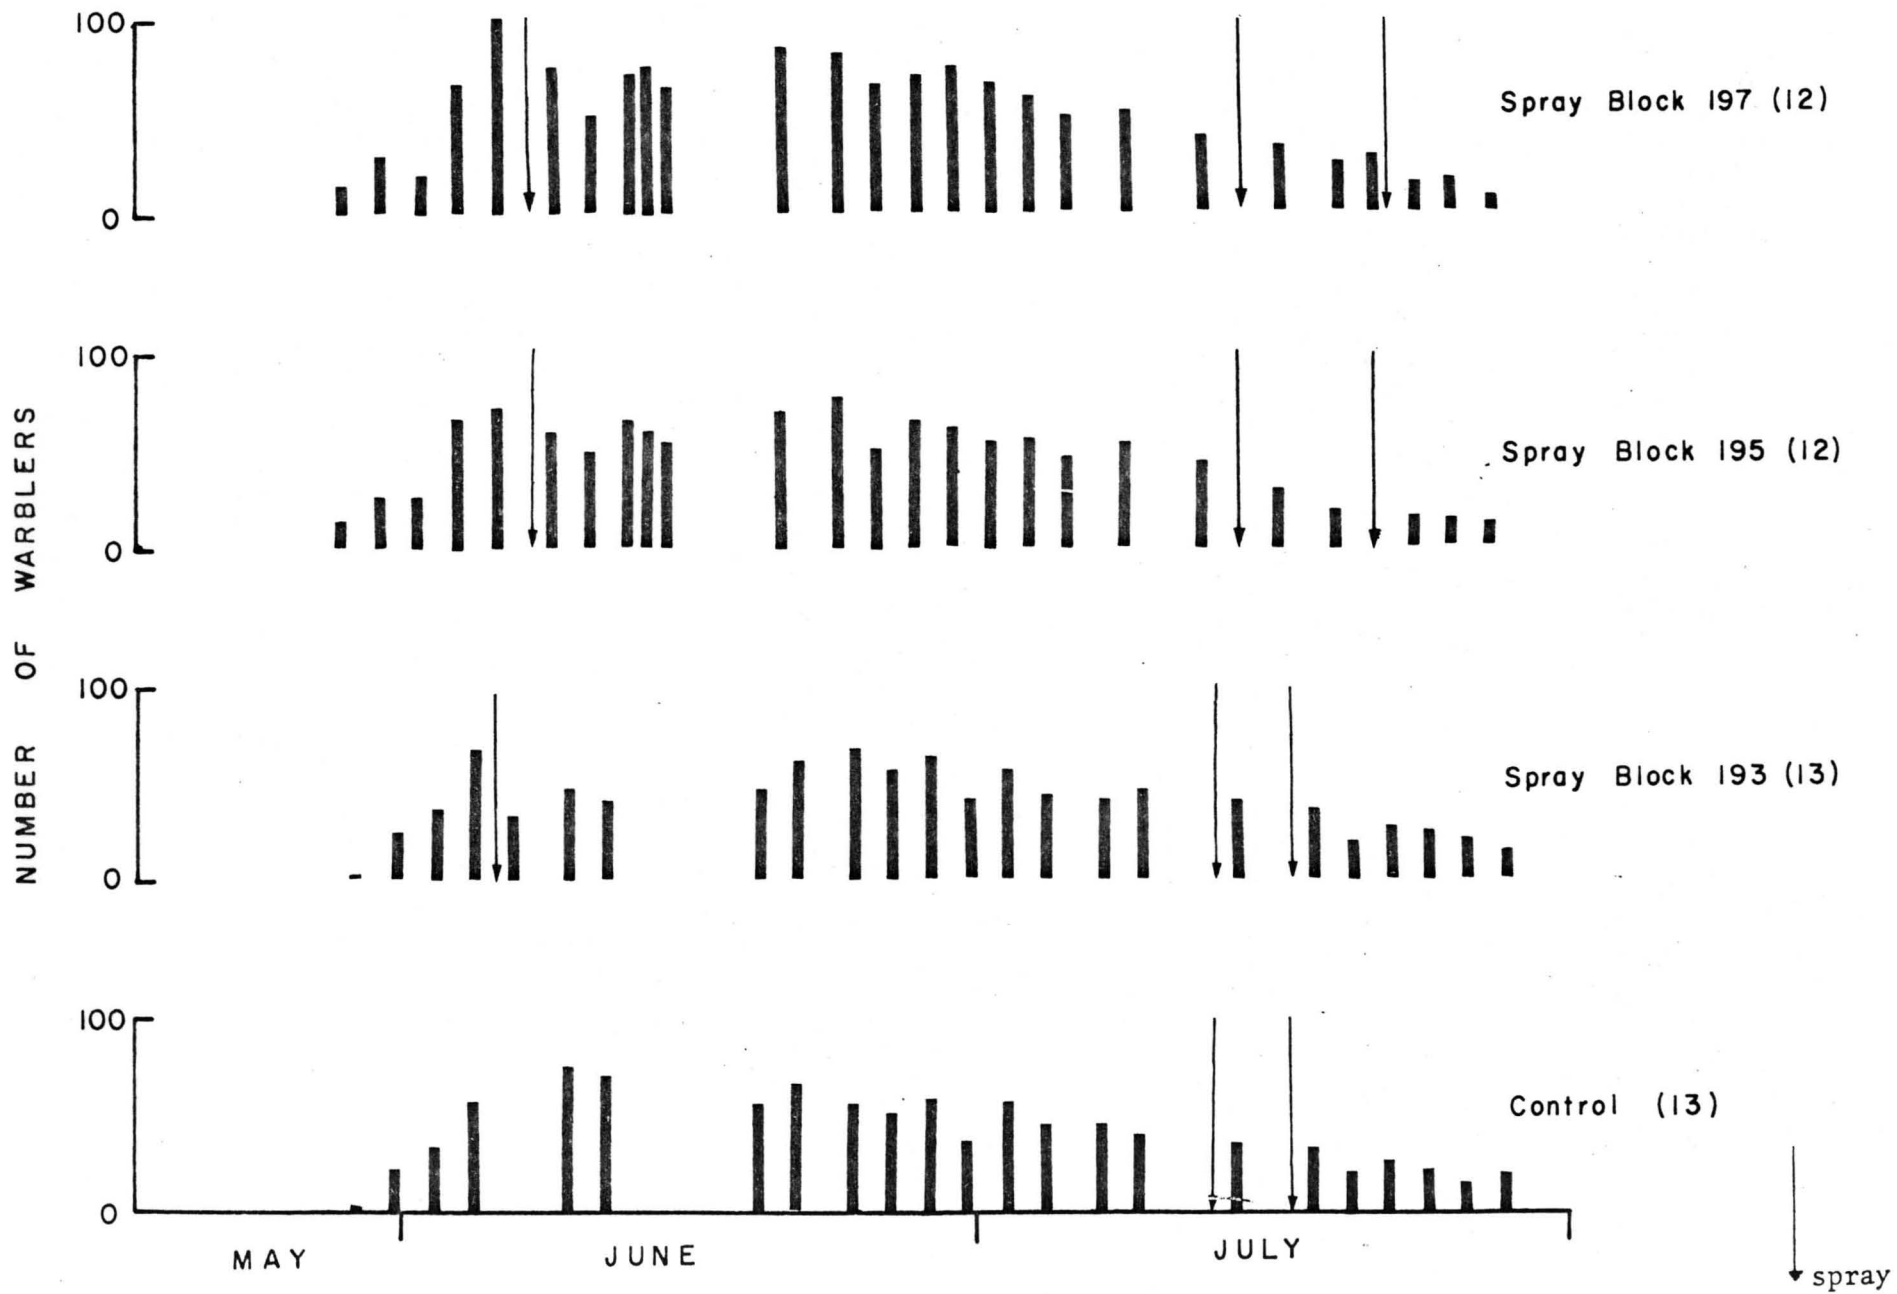 NUMBER OF WARBLERS
100
0
Spray Block 197 (12)
100
0
Spray Block 195 (12)
100
0
Spray Block 193 (13)
100
0
Control (13)
MAY JUNE JULY
spray